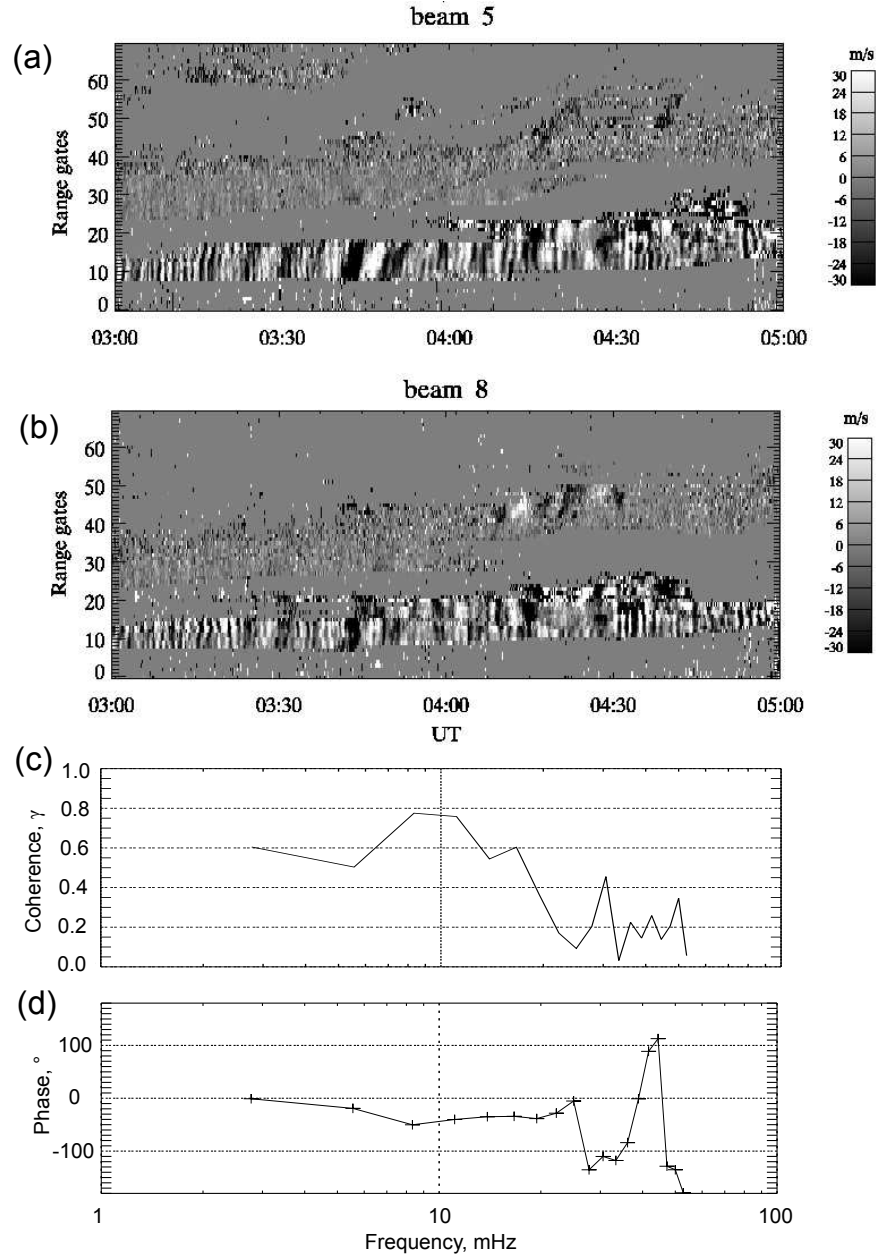 beam 5
(a)
m/s
Range gates
60
50
40
30
20
10
0
30
24
18
12
6
0
-6
-12
-18
-24
-30
03:00 03:30 04:00 04:30 05:00
beam 8
(b)
m/s
Range gates
60
50
40
30
20
10
0
30
24
18
12
6
0
-6
-12
-18
-24
-30
03:00 03:30 04:00 04:30 05:00
UT
(c)
Coherence, γ
1.0
0.8
0.6
0.4
0.2
0.0
(d)
Phase, °
100
0
-100
1 10 100
Frequency, mHz